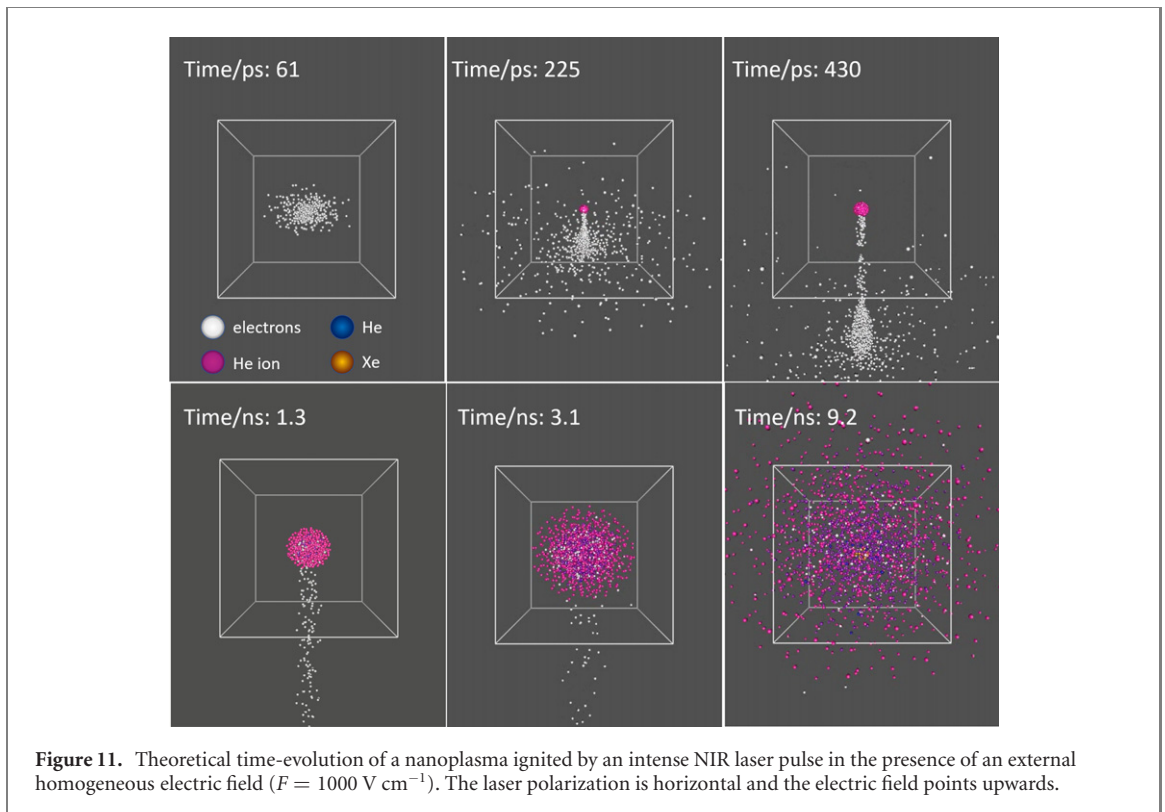 Time/ps: 61
Time/ps: 225
Time/ps: 430
electrons
He
He ion
Xe
Time/ns: 1.3
Time/ns: 3.1
Time/ns: 9.2
Figure 11. Theoretical time-evolution of a nanoplasma ignited by an intense NIR laser pulse in the presence of an external
homogeneous electric field (F = 1000 V cm⁻¹). The laser polarization is horizontal and the electric field points upwards.